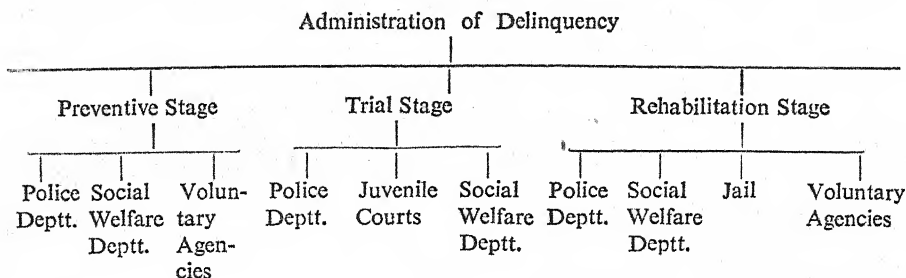 Administration of Delinquency
Preventive Stage Trial Stage Rehabilitation Stage
Police Social Volun- Police Juvenile Social Police Social Jail Voluntary
Deptt. Welfare tary Deptt. Courts Welfare Deptt. Welfare Agencies
Deptt. Agen- Deptt. Deptt.
cies